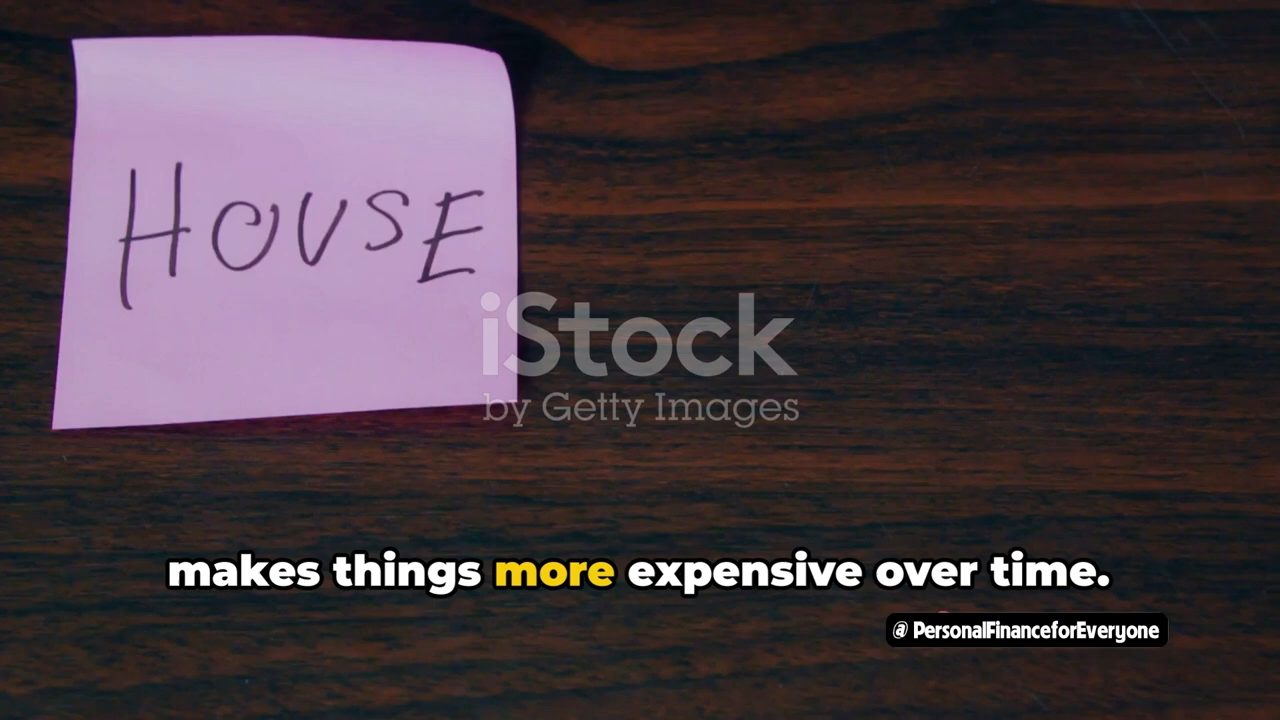 HOUSE
iStock
by Getty Images
makes things more expensive over time.
@ PersonalFinanceforEveryone